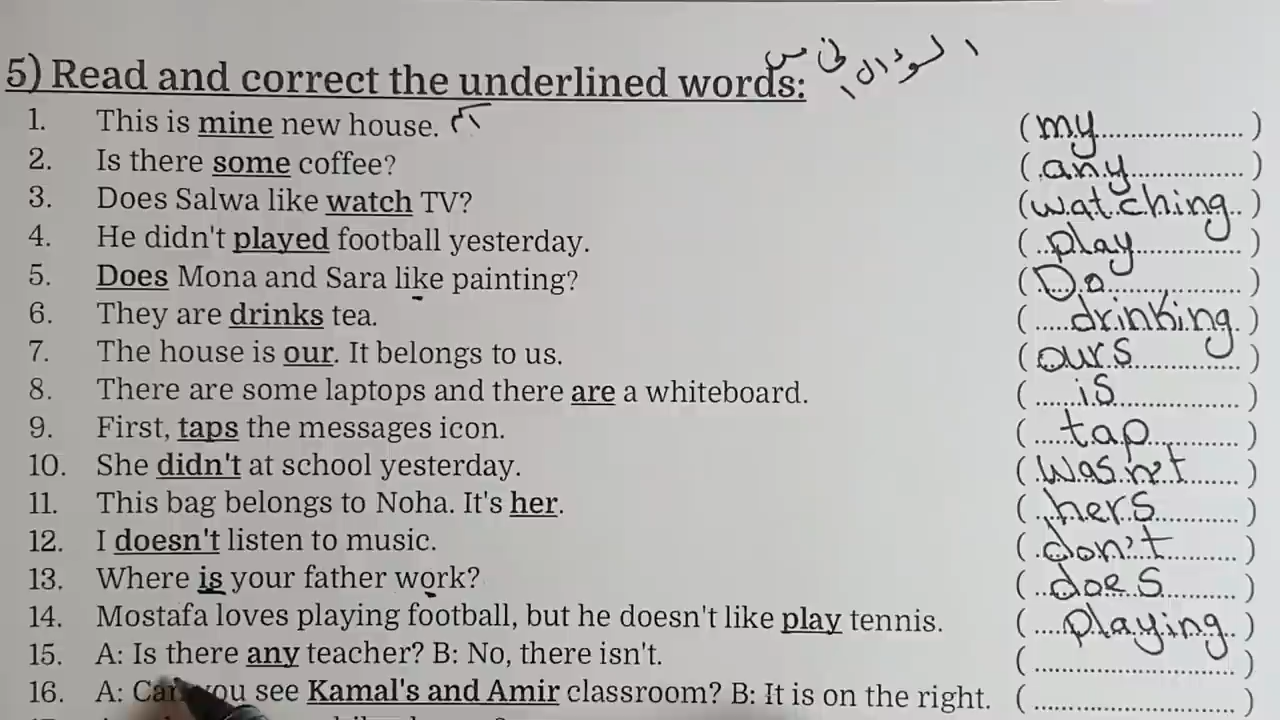 السؤال الخامس
5) Read and correct the underlined words:
1. This is mine new house. (my)
2. Is there some coffee? (any)
3. Does Salwa like watch TV? (watching)
4. He didn't played football yesterday. (play)
5. Does Mona and Sara like painting? (Do)
6. They are drinks tea. (drinking)
7. The house is our. It belongs to us. (ours)
8. There are some laptops and there are a whiteboard. (is)
9. First, taps the messages icon. (tap)
10. She didn't at school yesterday. (wasn't)
11. This bag belongs to Noha. It's her. (hers)
12. I doesn't listen to music. (don't)
13. Where is your father work? (does)
14. Mostafa loves playing football, but he doesn't like play tennis. (playing)
15. A: Is there any teacher? B: No, there isn't. (........................)
16. A: Can you see Kamal's and Amir classroom? B: It is on the right. (........................)